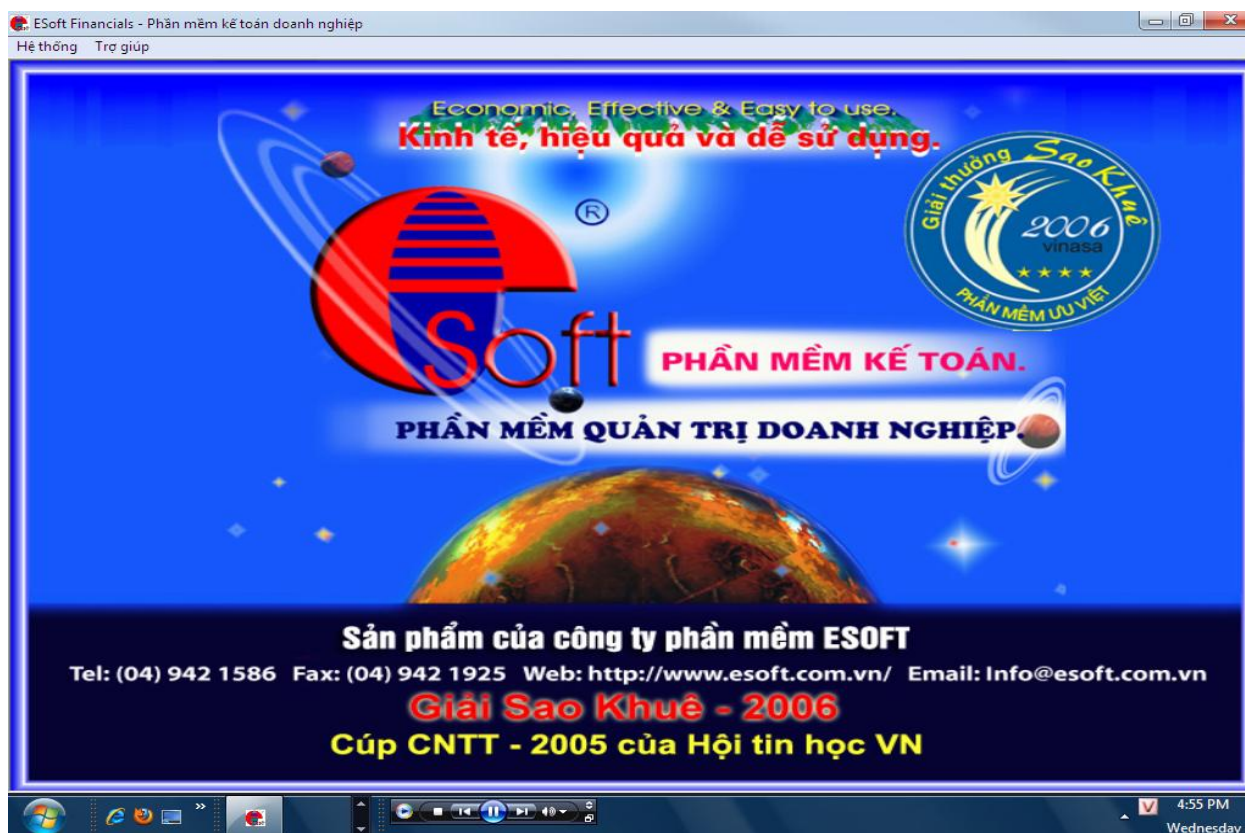 ESoft Financials - Phần mềm kế toán doanh nghiệp
Hệ thống Trợ giúp
Economic, Effective & Easy to use.
Kinh tế, hiệu quả và dễ sử dụng.
Giải thưởng Sao Khuê
2006
vinasa
PHẦN MỀM ƯU VIỆT
®
eSoft
PHẦN MỀM KẾ TOÁN.
PHẦN MỀM QUẢN TRỊ DOANH NGHIỆP.
Sản phẩm của công ty phần mềm ESOFT
Tel: (04) 942 1586 Fax: (04) 942 1925 Web: http://www.esoft.com.vn/ Email: Info@esoft.com.vn
Giải Sao Khuê - 2006
Cúp CNTT - 2005 của Hội tin học VN
V 4:55 PM
Wednesday